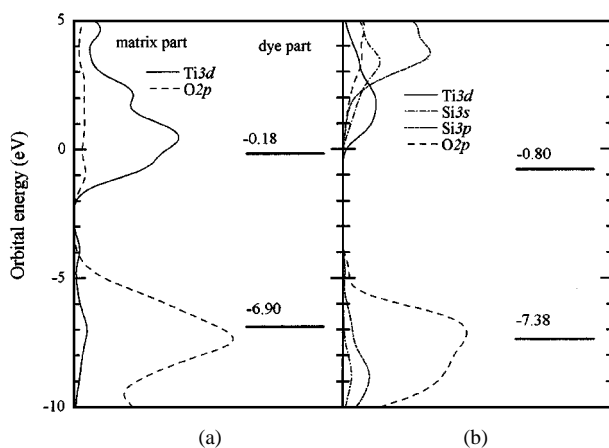 5
0
-5
-10
Orbital energy (eV)
matrix part
dye part
Ti3d
O2p
-0.18
-6.90
Ti3d
Si3s
Si3p
O2p
-0.80
-7.38
(a)
(b)